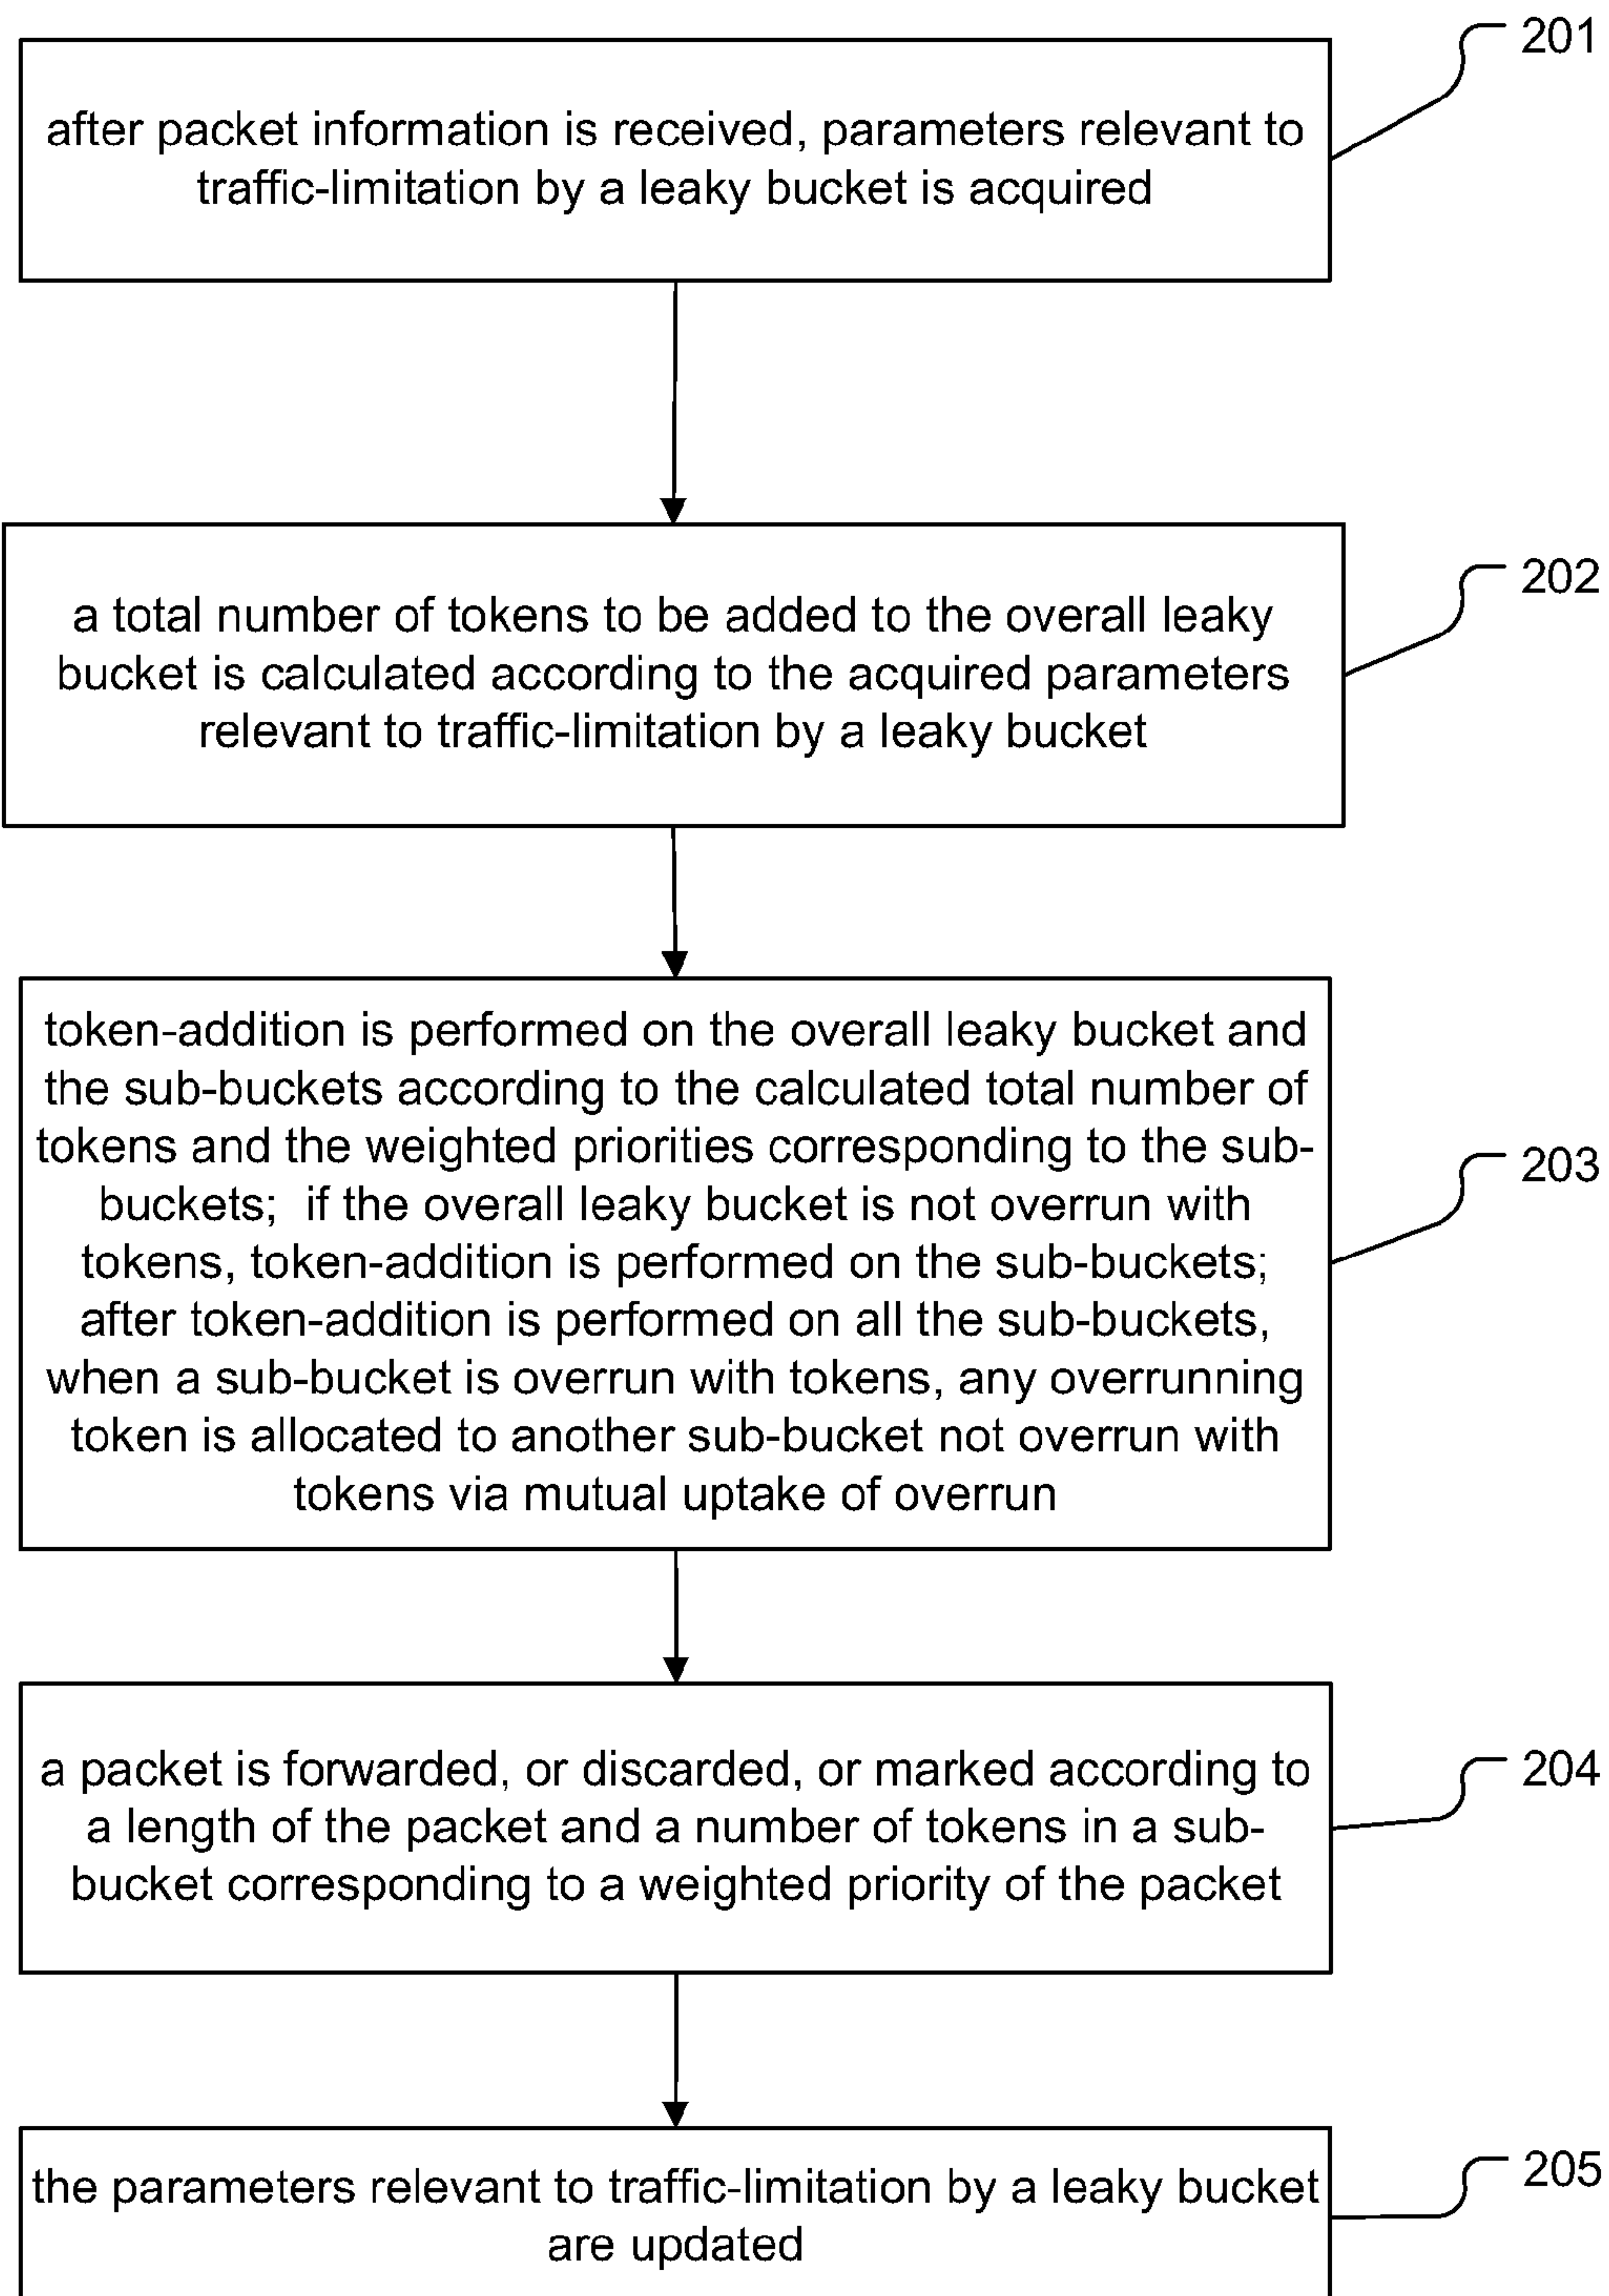 201
after packet information is received, parameters relevant to
traffic-limitation by a leaky bucket is acquired
202
a total number of tokens to be added to the overall leaky
bucket is calculated according to the acquired parameters
relevant to traffic-limitation by a leaky bucket
token-addition is performed on the overall leaky bucket and
the sub-buckets according to the calculated total number of
tokens and the weighted priorities corresponding to the sub-
203
buckets;  if the overall leaky bucket is not overrun with
tokens, token-addition is performed on the sub-buckets;
after token-addition is performed on all the sub-buckets,
when a sub-bucket is overrun with tokens, any overrunning
token is allocated to another sub-bucket not overrun with
tokens via mutual uptake of overrun
204
a packet is forwarded, or discarded, or marked according to
a length of the packet and a number of tokens in a sub-
bucket corresponding to a weighted priority of the packet
205
the parameters relevant to traffic-limitation by a leaky bucket
are updated